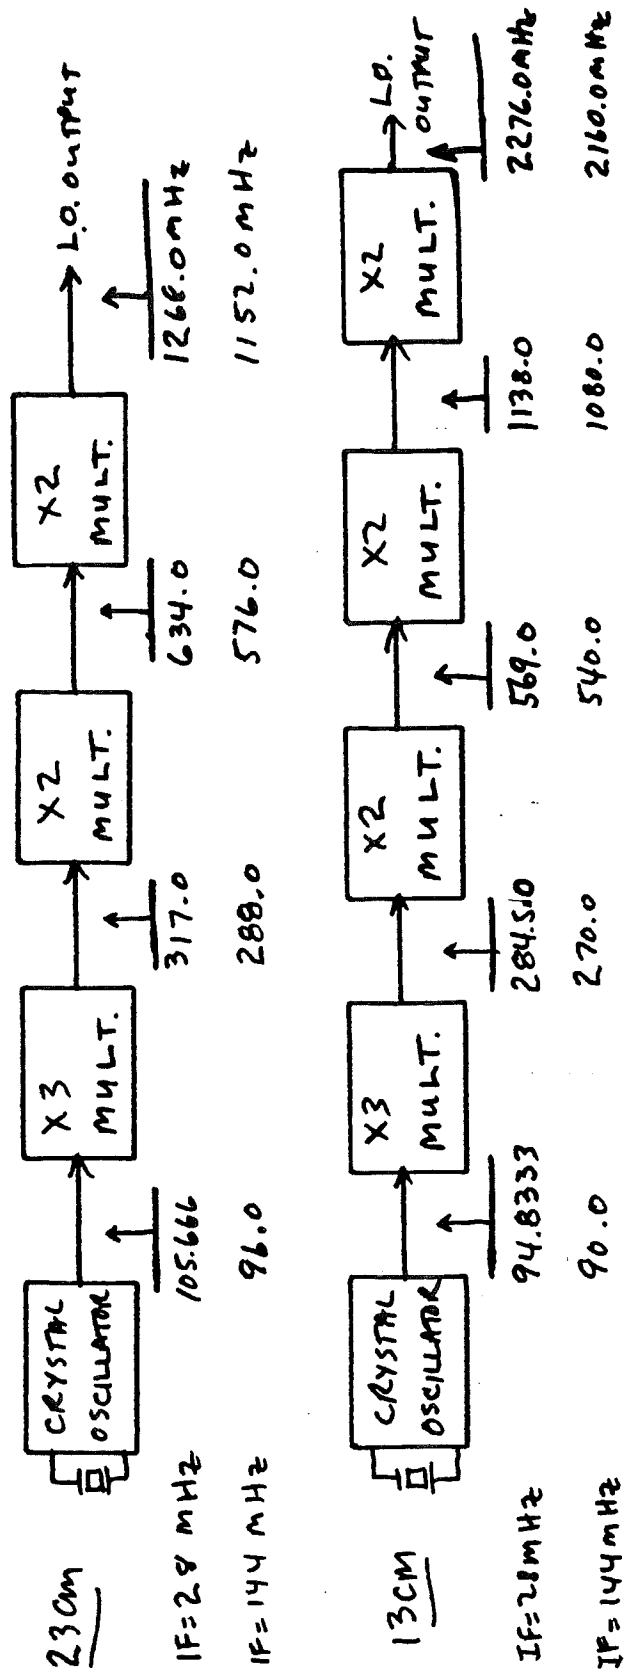 23cm
CRYSTAL
OSCILLATOR
X3
MULT.
X2
MULT.
X2
MULT.
L.O. OUTPUT
IF=28 MHz
105.666
317.0
634.0
1268.0MHz
IF=144 MHz
96.0
288.0
576.0
1152.0 MHz
13CM
CRYSTAL
OSCILLATOR
X3
MULT.
X2
MULT.
X2
MULT.
X2
MULT.
L.O.
OUTPUT
IF=28MHz
94.8333
284.510
569.0
1138.0
2276.0MHz
IF=144MHz
90.0
270.0
540.0
1080.0
2160.0MHz